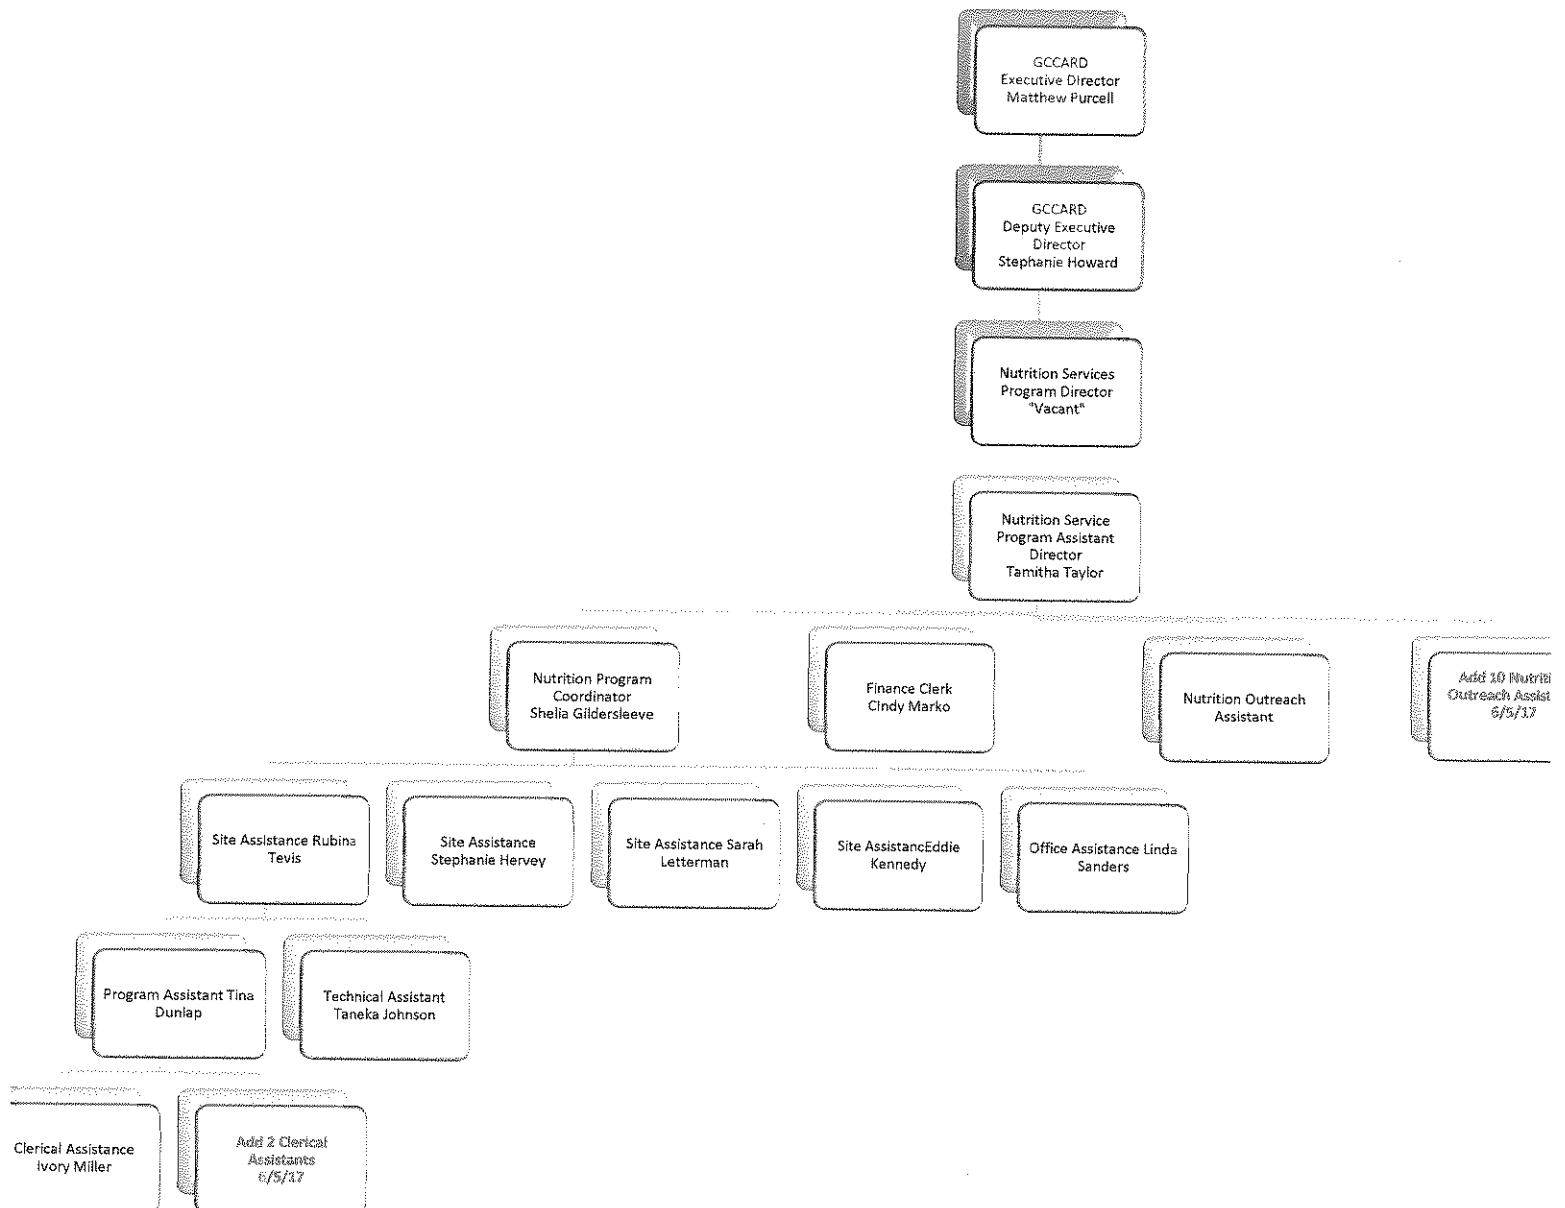 GCCARD
Executive Director
Matthew Purcell
GCCARD
Deputy Executive
Director
Stephanie Howard
Nutrition Services
Program Director
"Vacant"
Nutrition Service
Program Assistant
Director
Tamitha Taylor
Nutrition Program
Coordinator
Shelia Gildersleeve
Finance Clerk
Cindy Marko
Nutrition Outreach
Assistant
Add 10 Nutriti
Outreach Assist
6/5/17
Site Assistance Rubina
Tevis
Site Assistance
Stephanie Hervey
Site Assistance Sarah
Letterman
Site AssistancEddie
Kennedy
Office Assistance Linda
Sanders
Program Assistant Tina
Dunlap
Technical Assistant
Taneka Johnson
Clerical Assistance
Ivory Miller
Add 2 Clerical
Assistants
6/5/17